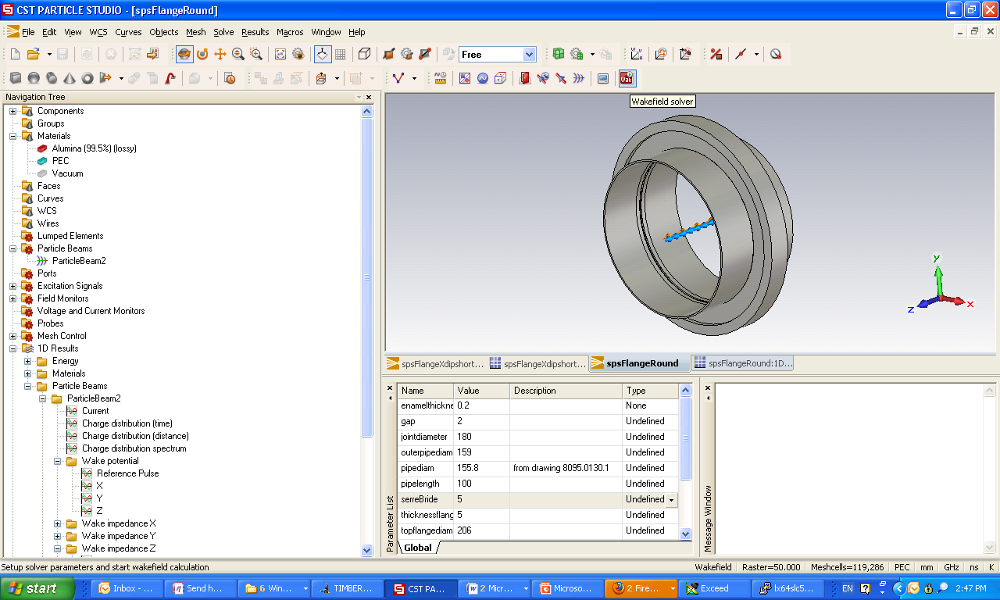 CST PARTICLE STUDIO - [spsFlangeRound]
File Edit View WCS Curves Objects Mesh Solve Results Macros Window Help
Free
Wak
Navigation Tree
Wakefield solver
Components
Groups
Materials
Alumina (99.5%) (lossy)
PEC
Vacuum
Faces
Curves
WCS
Wires
Lumped Elements
Particle Beams
ParticleBeam2
Ports
Excitation Signals
Field Monitors
Voltage and Current Monitors
Probes
Mesh Control
1D Results
Energy
Materials
Particle Beams
ParticleBeam2
Current
Charge distribution (time)
Charge distribution (distance)
Charge distribution spectrum
Wake potential
Reference Pulse
X
Y
Z
Wake impedance X
Wake impedance Y
Wake impedance Z
y
x
z
spsFlangeXdipshort... spsFlangeXdipshort... spsFlangeRound spsFlangeRound:1D...
Name Value Description Type
enamelthickne 0.2 None
gap 2 Undefined
jointdiameter 180 Undefined
outerpipediam 159 Undefined
pipediam 155.8 from drawing 8095.0130.1 Undefined
pipelength 100 Undefined
serreBride 5 Undefined
thicknessflang 5 Undefined
topflangediam 206 Undefined
Global
Parameter List
Message Window
Setup solver parameters and start wakefield calculation
Wakefield Raster=50.000 Meshcells=119,286 PEC mm GHz ns K
start Inbox - ... Send h... 6 Win... TIMBER... CST PA... 2 Micr... Microso... 2 Fire... Exceed lx64slc5... EN 2:47 PM